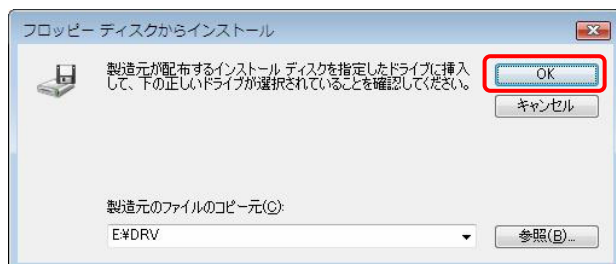 フロッピー ディスクからインストール
製造元が配布するインストール ディスクを指定したドライブに挿入
して、下の正しいドライブが選択されていることを確認してください。
OK
キャンセル
製造元のファイルのコピー元(C):
E:¥DRV
参照(B)...